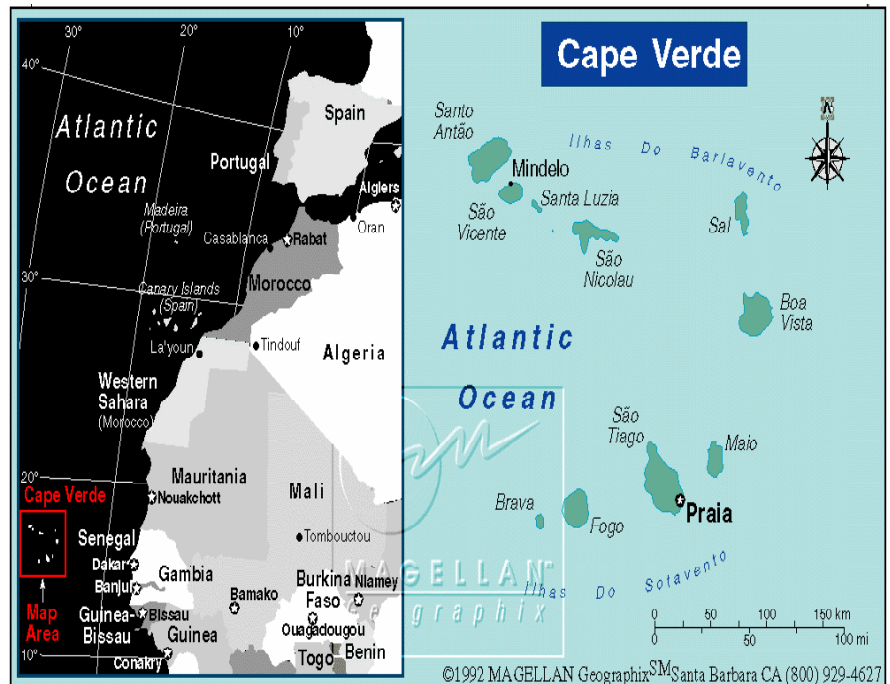 30°
20°
10°
40°
30°
20°
10°
Atlantic
Ocean
Spain
Portugal
Algiers
Madeira
(Portugal)
Casablanca
Rabat
Oran
Morocco
Canary Islands
(Spain)
La'youn
Tindouf
Algeria
Western
Sahara
(Morocco)
Mauritania
Nouakchott
Mali
Cape Verde
Senegal
Tombouctou
Dakar
Banjul
Gambia
Bamako
Burkina
Faso
Niamey
Map
Area
Guinea-
Bissau
Bissau
Guinea
Ouagadougou
Conakry
Togo
Benin
Cape Verde
N
Santo
Antão
Ilhas Do Barlavento
Mindelo
Santa Luzia
São
Vicente
São
Nicolau
Sal
Boa
Vista
Atlantic
Ocean
São
Tiago
Maio
Brava
Fogo
Praia
MAGELLAN
Geographix
Ilhas Do Sotavento
0 50 100 150 km
0 50 100 mi
©1992 MAGELLAN Geographix℠Santa Barbara CA (800) 929-4627